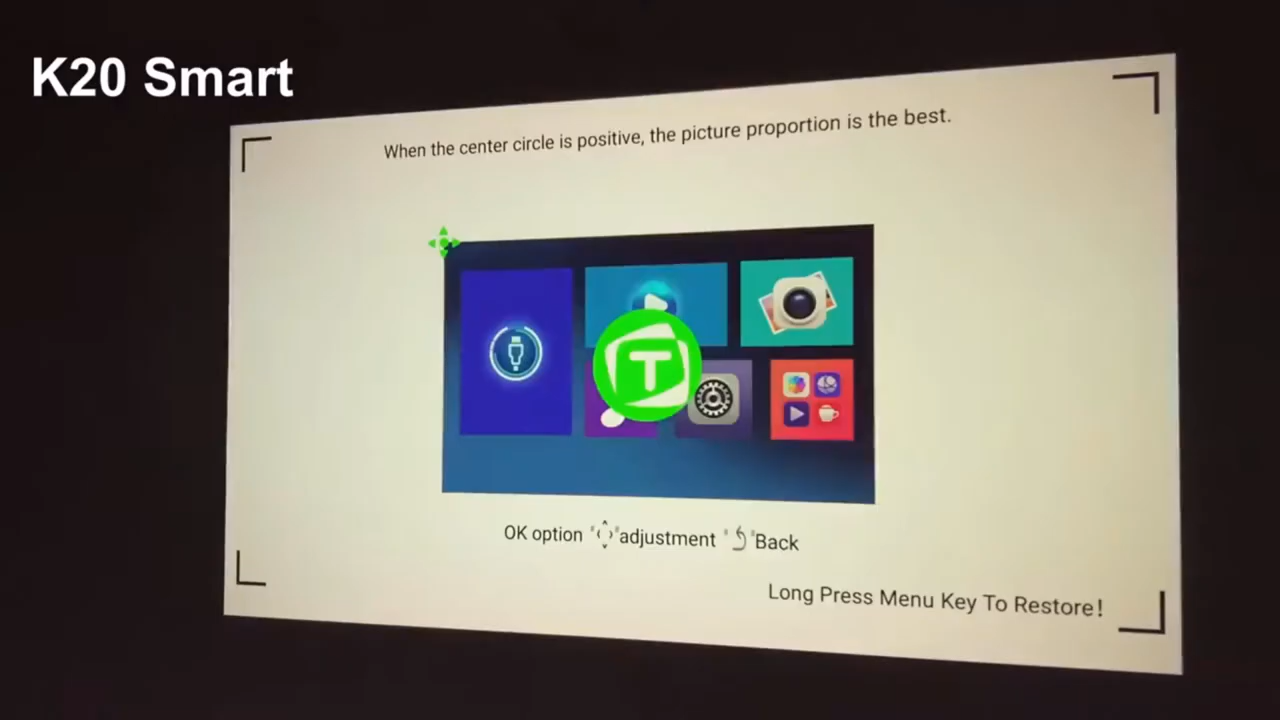 K20 Smart
When the center circle is positive, the picture proportion is the best.
T
OK option "‹›"adjustment "↶"Back
Long Press Menu Key To Restore!